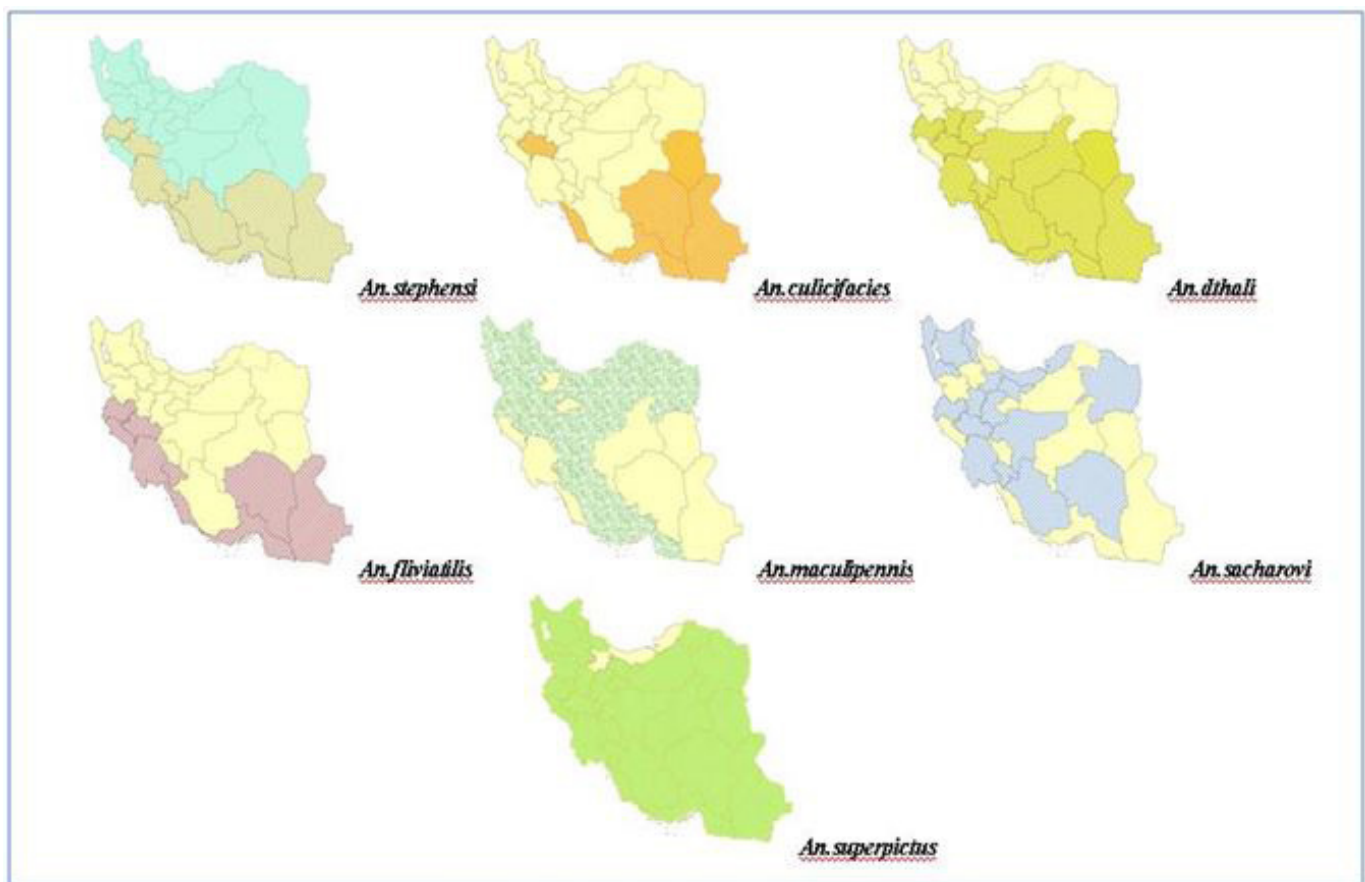 An.stephensi
An.culicifacies
An.dthali
An.fliviatilis
An.maculipennis
An.sacharovi
An.superpictus